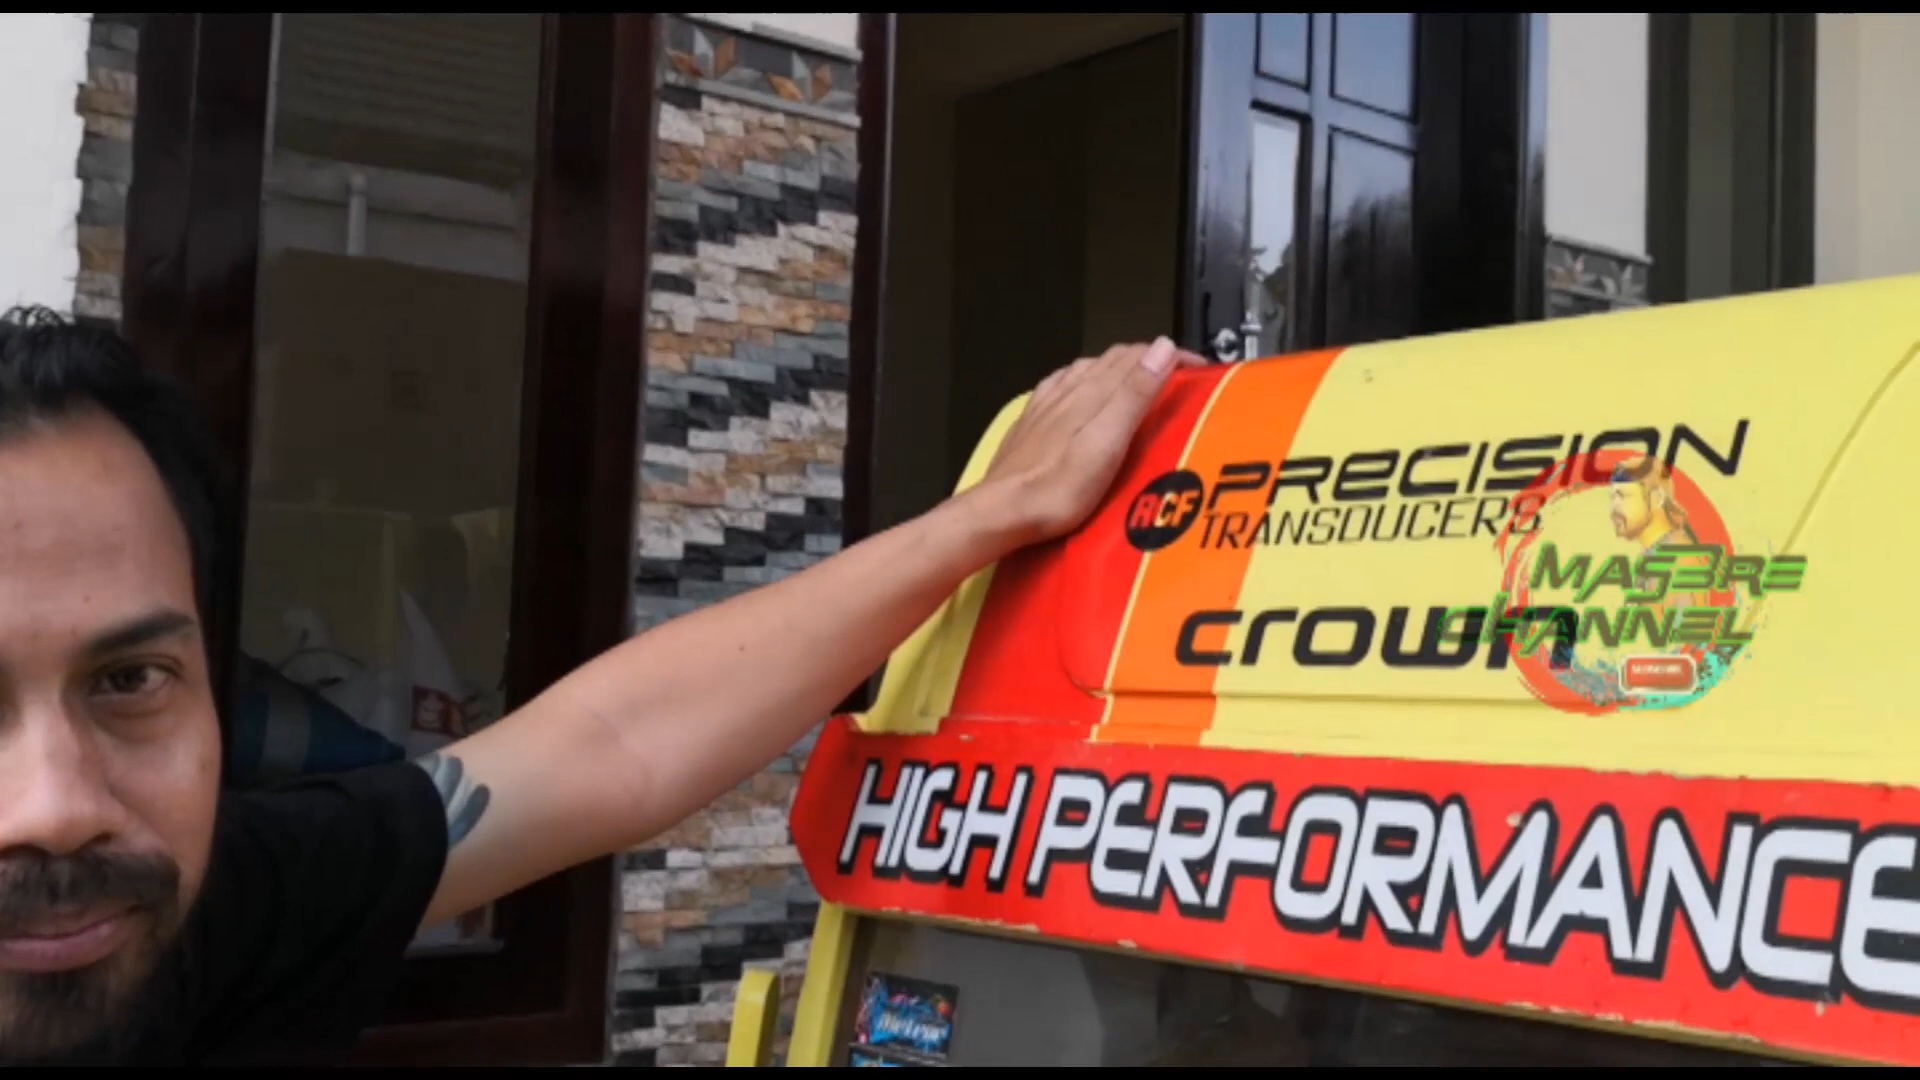 RCF PRECISION
TRANSDUCERS
crown
MAS3RE
CHANNEL
HIGH PERFORMANCE